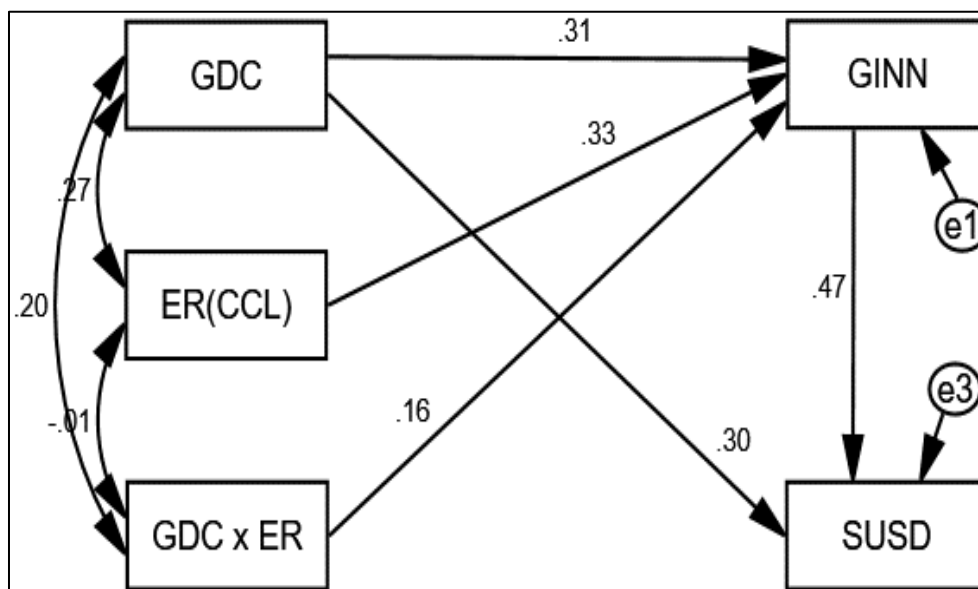 GDC
.31
GINN
.33
.27
e1
ER(CCL)
.47
.20
-.01
.16
e3
.30
GDC x ER
SUSD